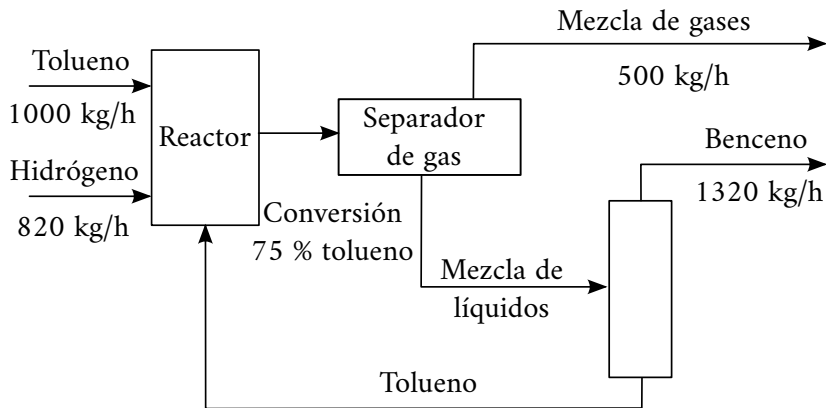 Tolueno
1000 kg/h
Hidrógeno
820 kg/h
Reactor
Conversión
75 % tolueno
Separador
de gas
Mezcla de gases
500 kg/h
Benceno
1320 kg/h
Mezcla de
líquidos
Tolueno